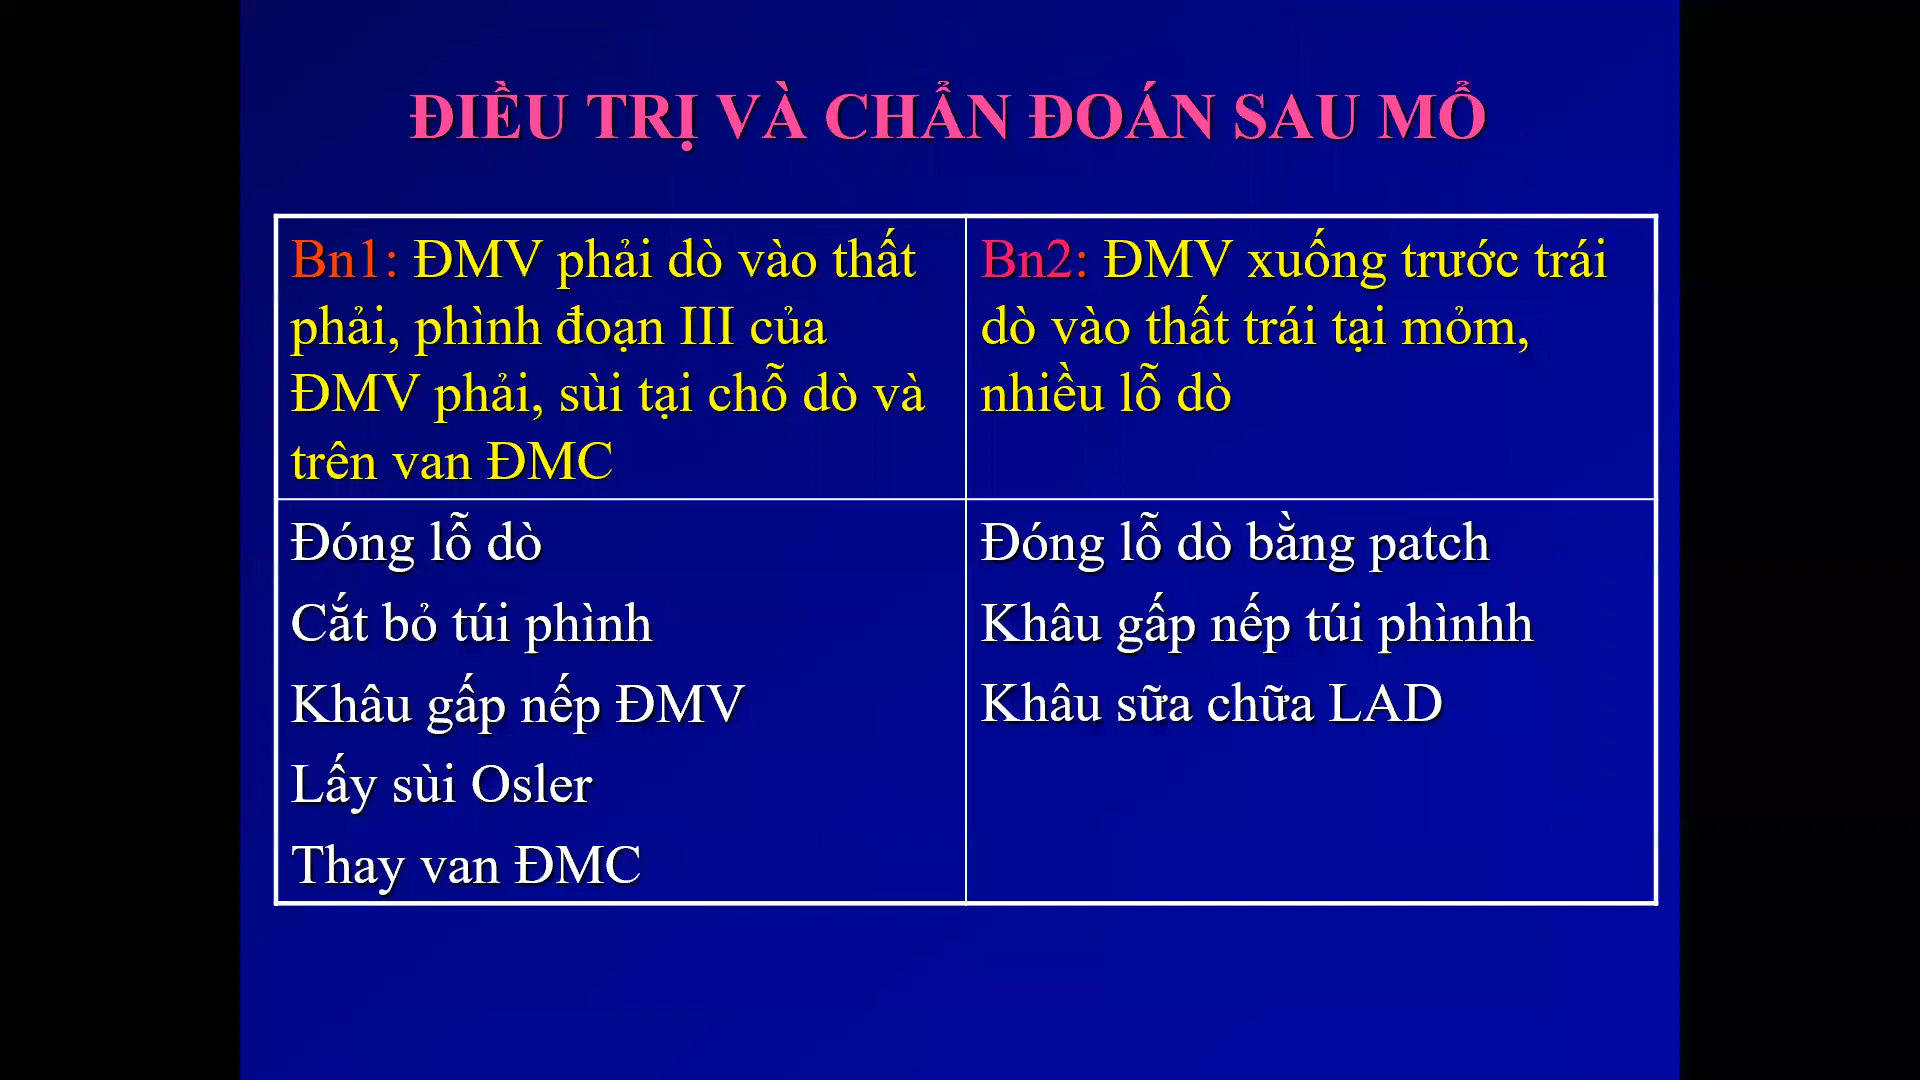 ĐIỀU TRỊ VÀ CHẨN ĐOÁN SAU MỔ
Bn1: ĐMV phải dò vào thất
phải, phình đoạn III của
ĐMV phải, sùi tại chỗ dò và
trên van ĐMC
Bn2: ĐMV xuống trước trái
dò vào thất trái tại mỏm,
nhiều lỗ dò
Đóng lỗ dò
Cắt bỏ túi phình
Khâu gấp nếp ĐMV
Lấy sùi Osler
Thay van ĐMC
Đóng lỗ dò bằng patch
Khâu gấp nếp túi phìnhh
Khâu sữa chữa LAD